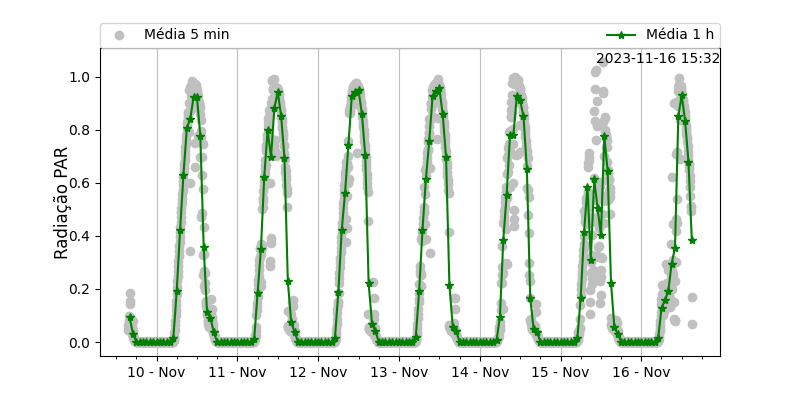 Média 5 min
Média 1 h
2023-11-16 15:32
Radiação PAR
1.0
0.8
0.6
0.4
0.2
0.0
10 - Nov
11 - Nov
12 - Nov
13 - Nov
14 - Nov
15 - Nov
16 - Nov